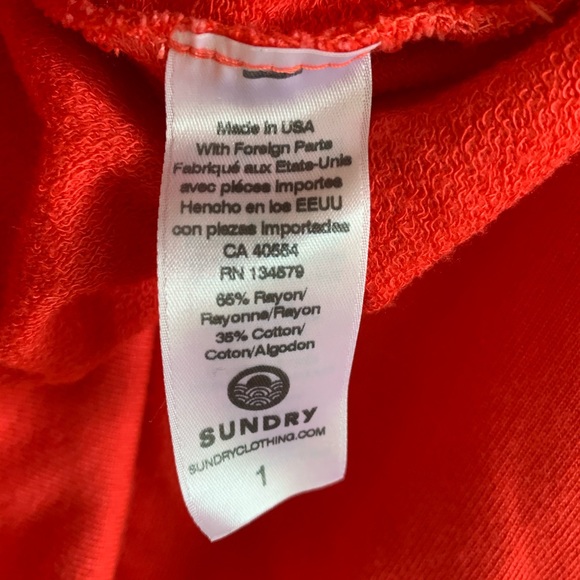 Made in USA
With Foreign Parts
Fabriqué aux Etats-Unis
avec piéces importes
Hencho en los EEUU
con piezas importadas
CA 40554
RN 134579
65% Rayon/
Rayonne/Rayon
35% Cotton/
Coton/Algodon
SUNDRY
SUNDRYCLOTHING.COM
1